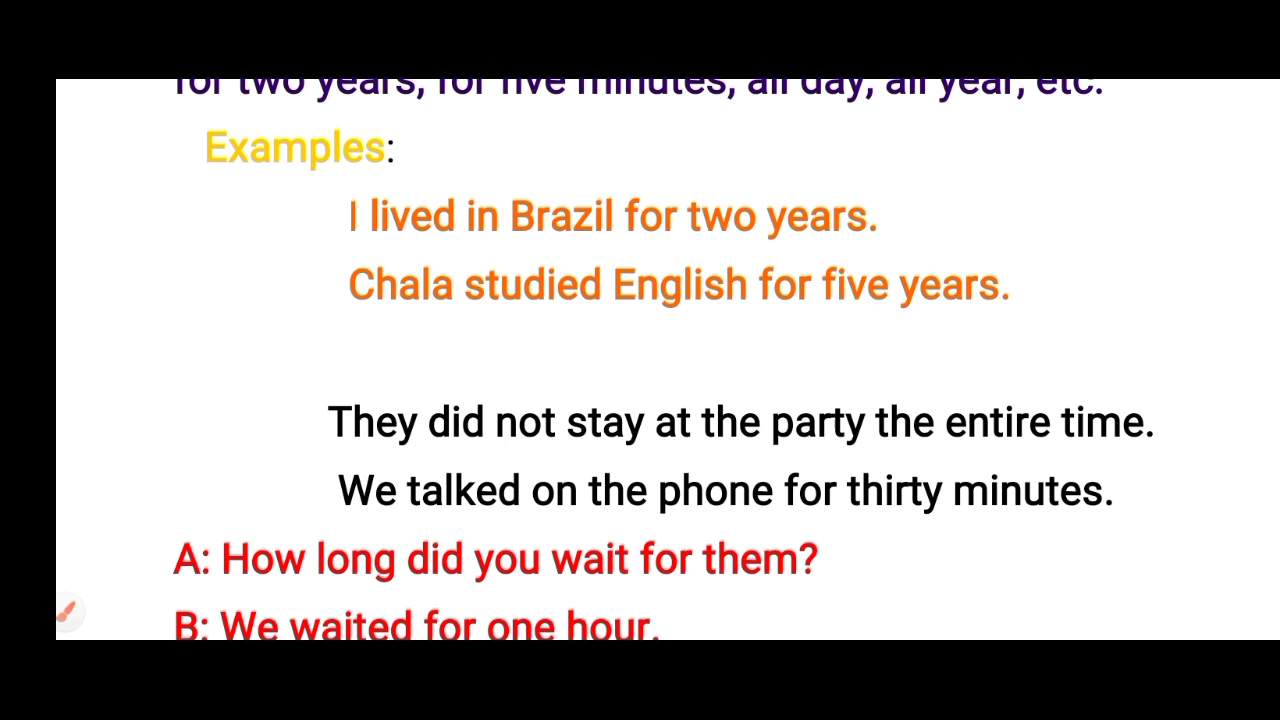 for two years, for five minutes, all day, all year, etc.
Examples:
I lived in Brazil for two years.
Chala studied English for five years.
They did not stay at the party the entire time.
We talked on the phone for thirty minutes.
A: How long did you wait for them?
B: We waited for one hour.